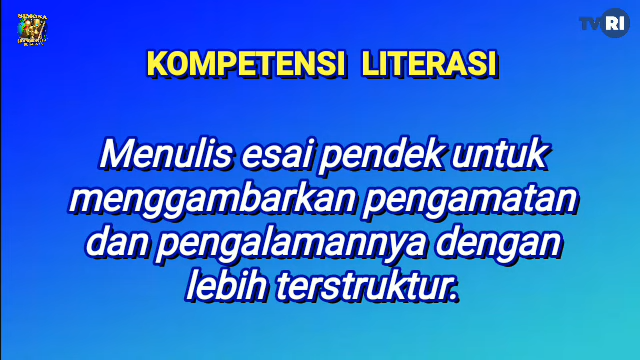 TVRI
KOMPETENSI LITERASI
Menulis esai pendek untuk
menggambarkan pengamatan
dan pengalamannya dengan
lebih terstruktur.